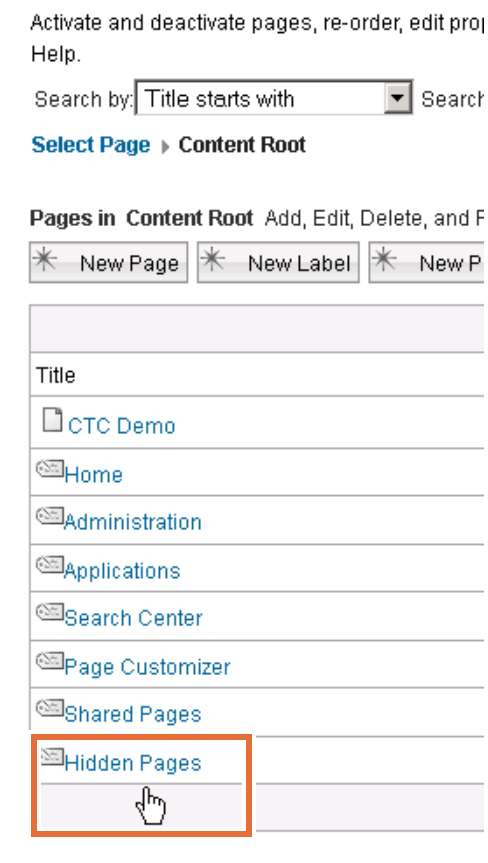 Activate and deactivate pages, re-order, edit pro
Help.
Search by: Title starts with Search
Select Page Content Root
Pages in Content Root Add, Edit, Delete, and
New Page New Label New P
Title
CTC Demo
Home
Administration
Applications
Search Center
Page Customizer
Shared Pages
Hidden Pages